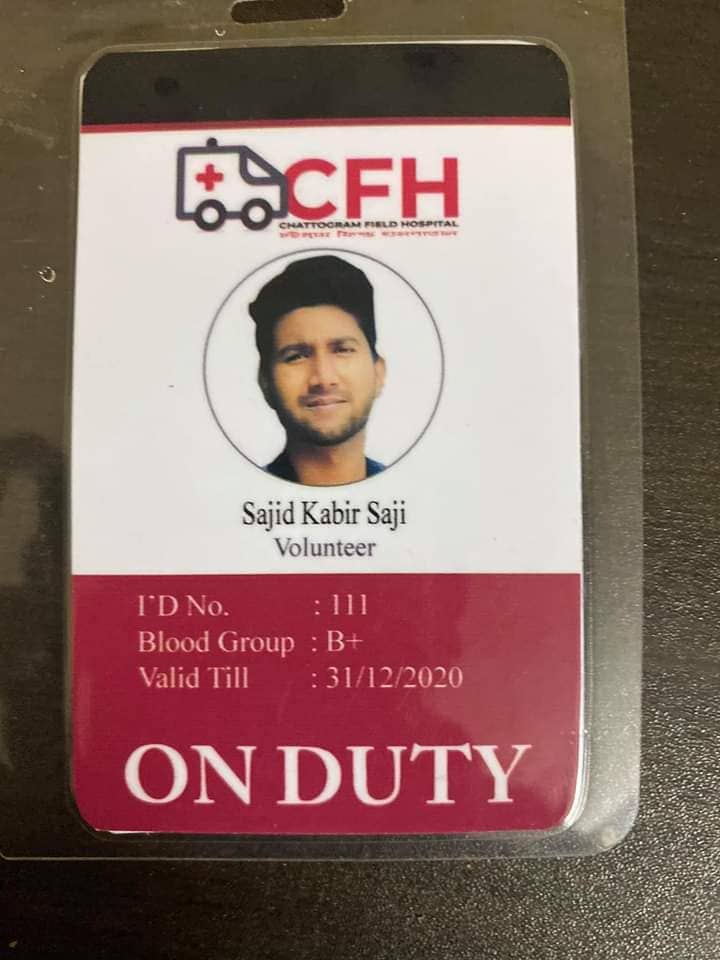 CFH
CHATTOGRAM FIELD HOSPITAL
Sajid Kabir Saji
Volunteer
I'D No. : 111
Blood Group : B+
Valid Till : 31/12/2020
ON DUTY